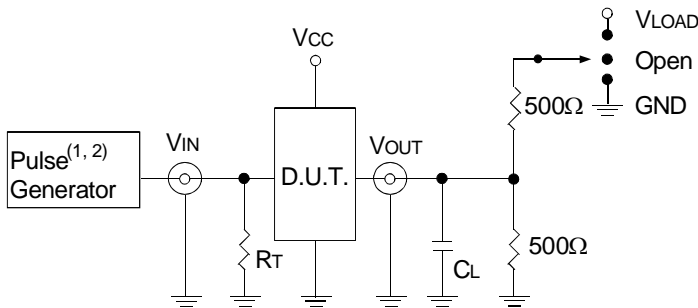 VLOAD
VCC
Open
500Ω
GND
VIN
VOUT
Pulse(1, 2)
Generator
D.U.T.
RT
CL
500Ω